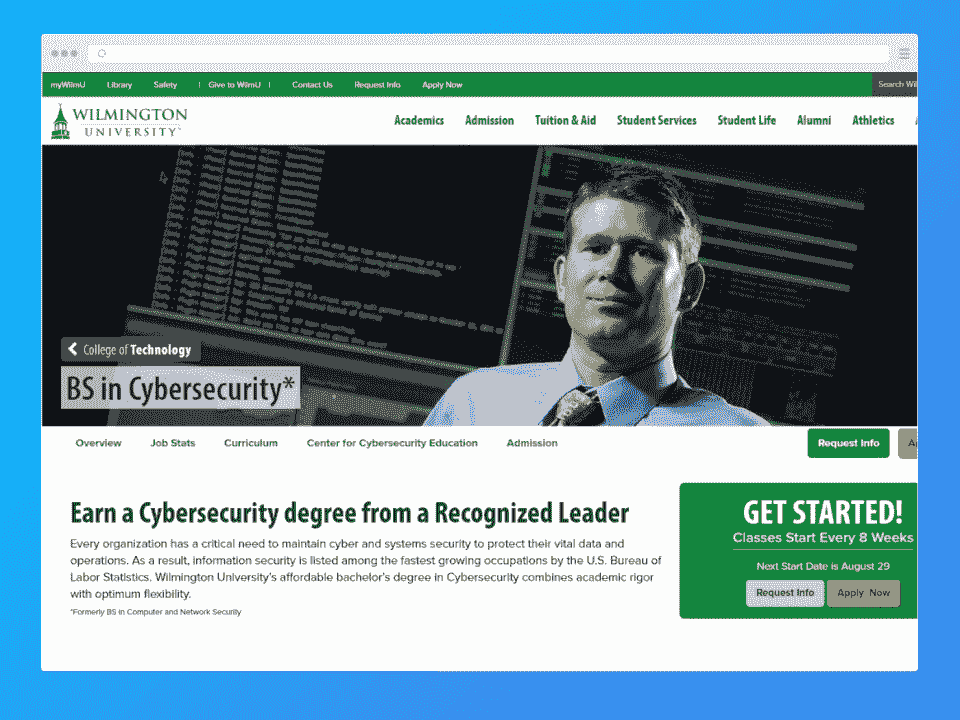 myWilmU Library Safety | Give to WilmU | Contact Us Request Info Apply Now Search Wil
WILMINGTON
UNIVERSITY
Academics Admission Tuition & Aid Student Services Student Life Alumni Athletics
College of Technology
BS in Cybersecurity*
Overview Job Stats Curriculum Center for Cybersecurity Education Admission Request Info Ap
Earn a Cybersecurity degree from a Recognized Leader
Every organization has a critical need to maintain cyber and systems security to protect their vital data and
operations. As a result, information security is listed among the fastest growing occupations by the U.S. Bureau of
Labor Statistics. Wilmington University's affordable bachelor's degree in Cybersecurity combines academic rigor
with optimum flexibility.
*Formerly BS in Computer and Network Security
GET STARTED!
Classes Start Every 8 Weeks
Next Start Date is August 29
Request Info Apply Now